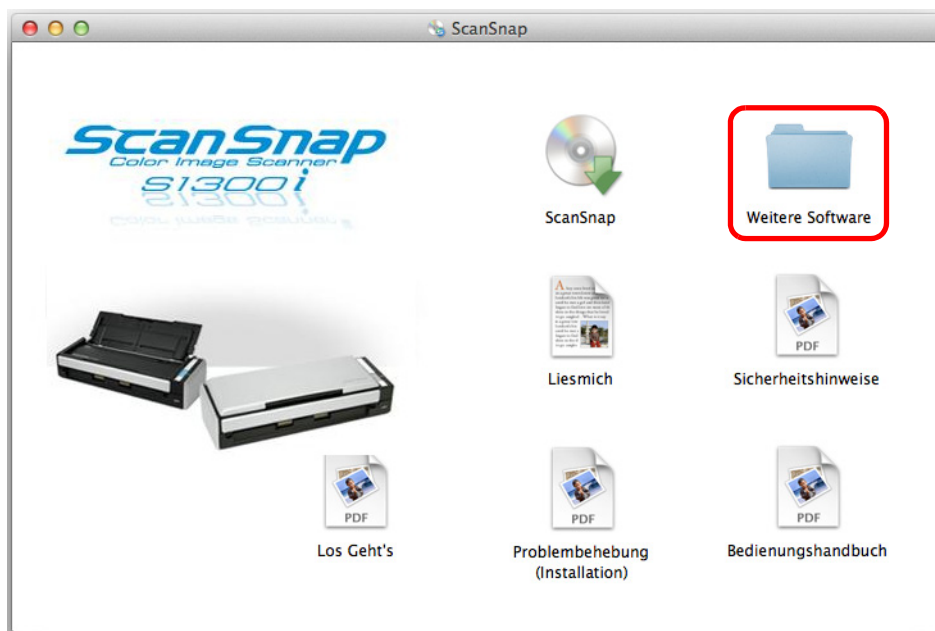 ScanSnap
ScanSnap
Color Image Scanner
S1300i
ScanSnap
Weitere Software
Liesmich
PDF
Sicherheitshinweise
PDF
Los Geht's
PDF
Problembehebung
(Installation)
PDF
Bedienungshandbuch